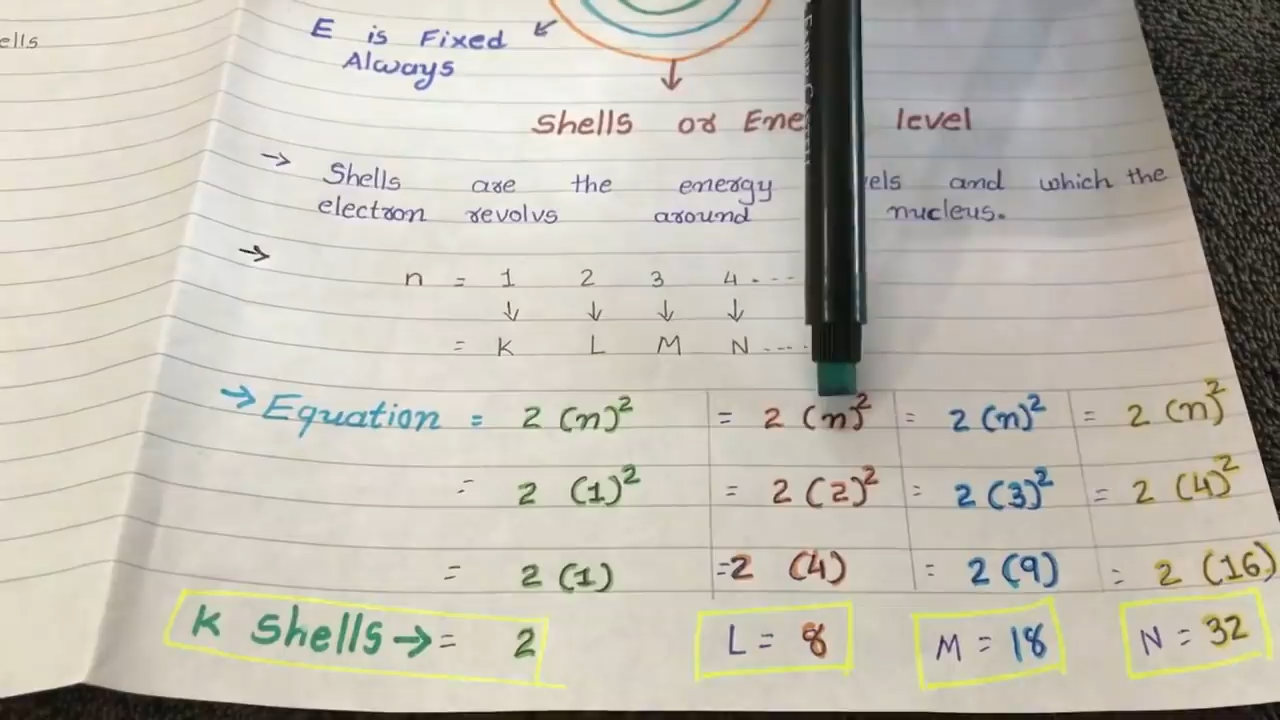 ells
E is Fixed
Always
Shells or Ene level
→ Shells are the energy vels and which the
electron revolvs around nucleus.
→
n = 1 2 3 4 ----
↓ ↓ ↓ ↓
= K L M N ----
→ Equation = 2 (n)² = 2 (n)² = 2 (n)² = 2 (n)²
= 2 (1)² = 2 (2)² = 2 (3)² = 2 (4)²
= 2 (1) =2 (4) = 2 (9) = 2 (16)
K Shells → = 2 L = 8 M = 18 N = 32